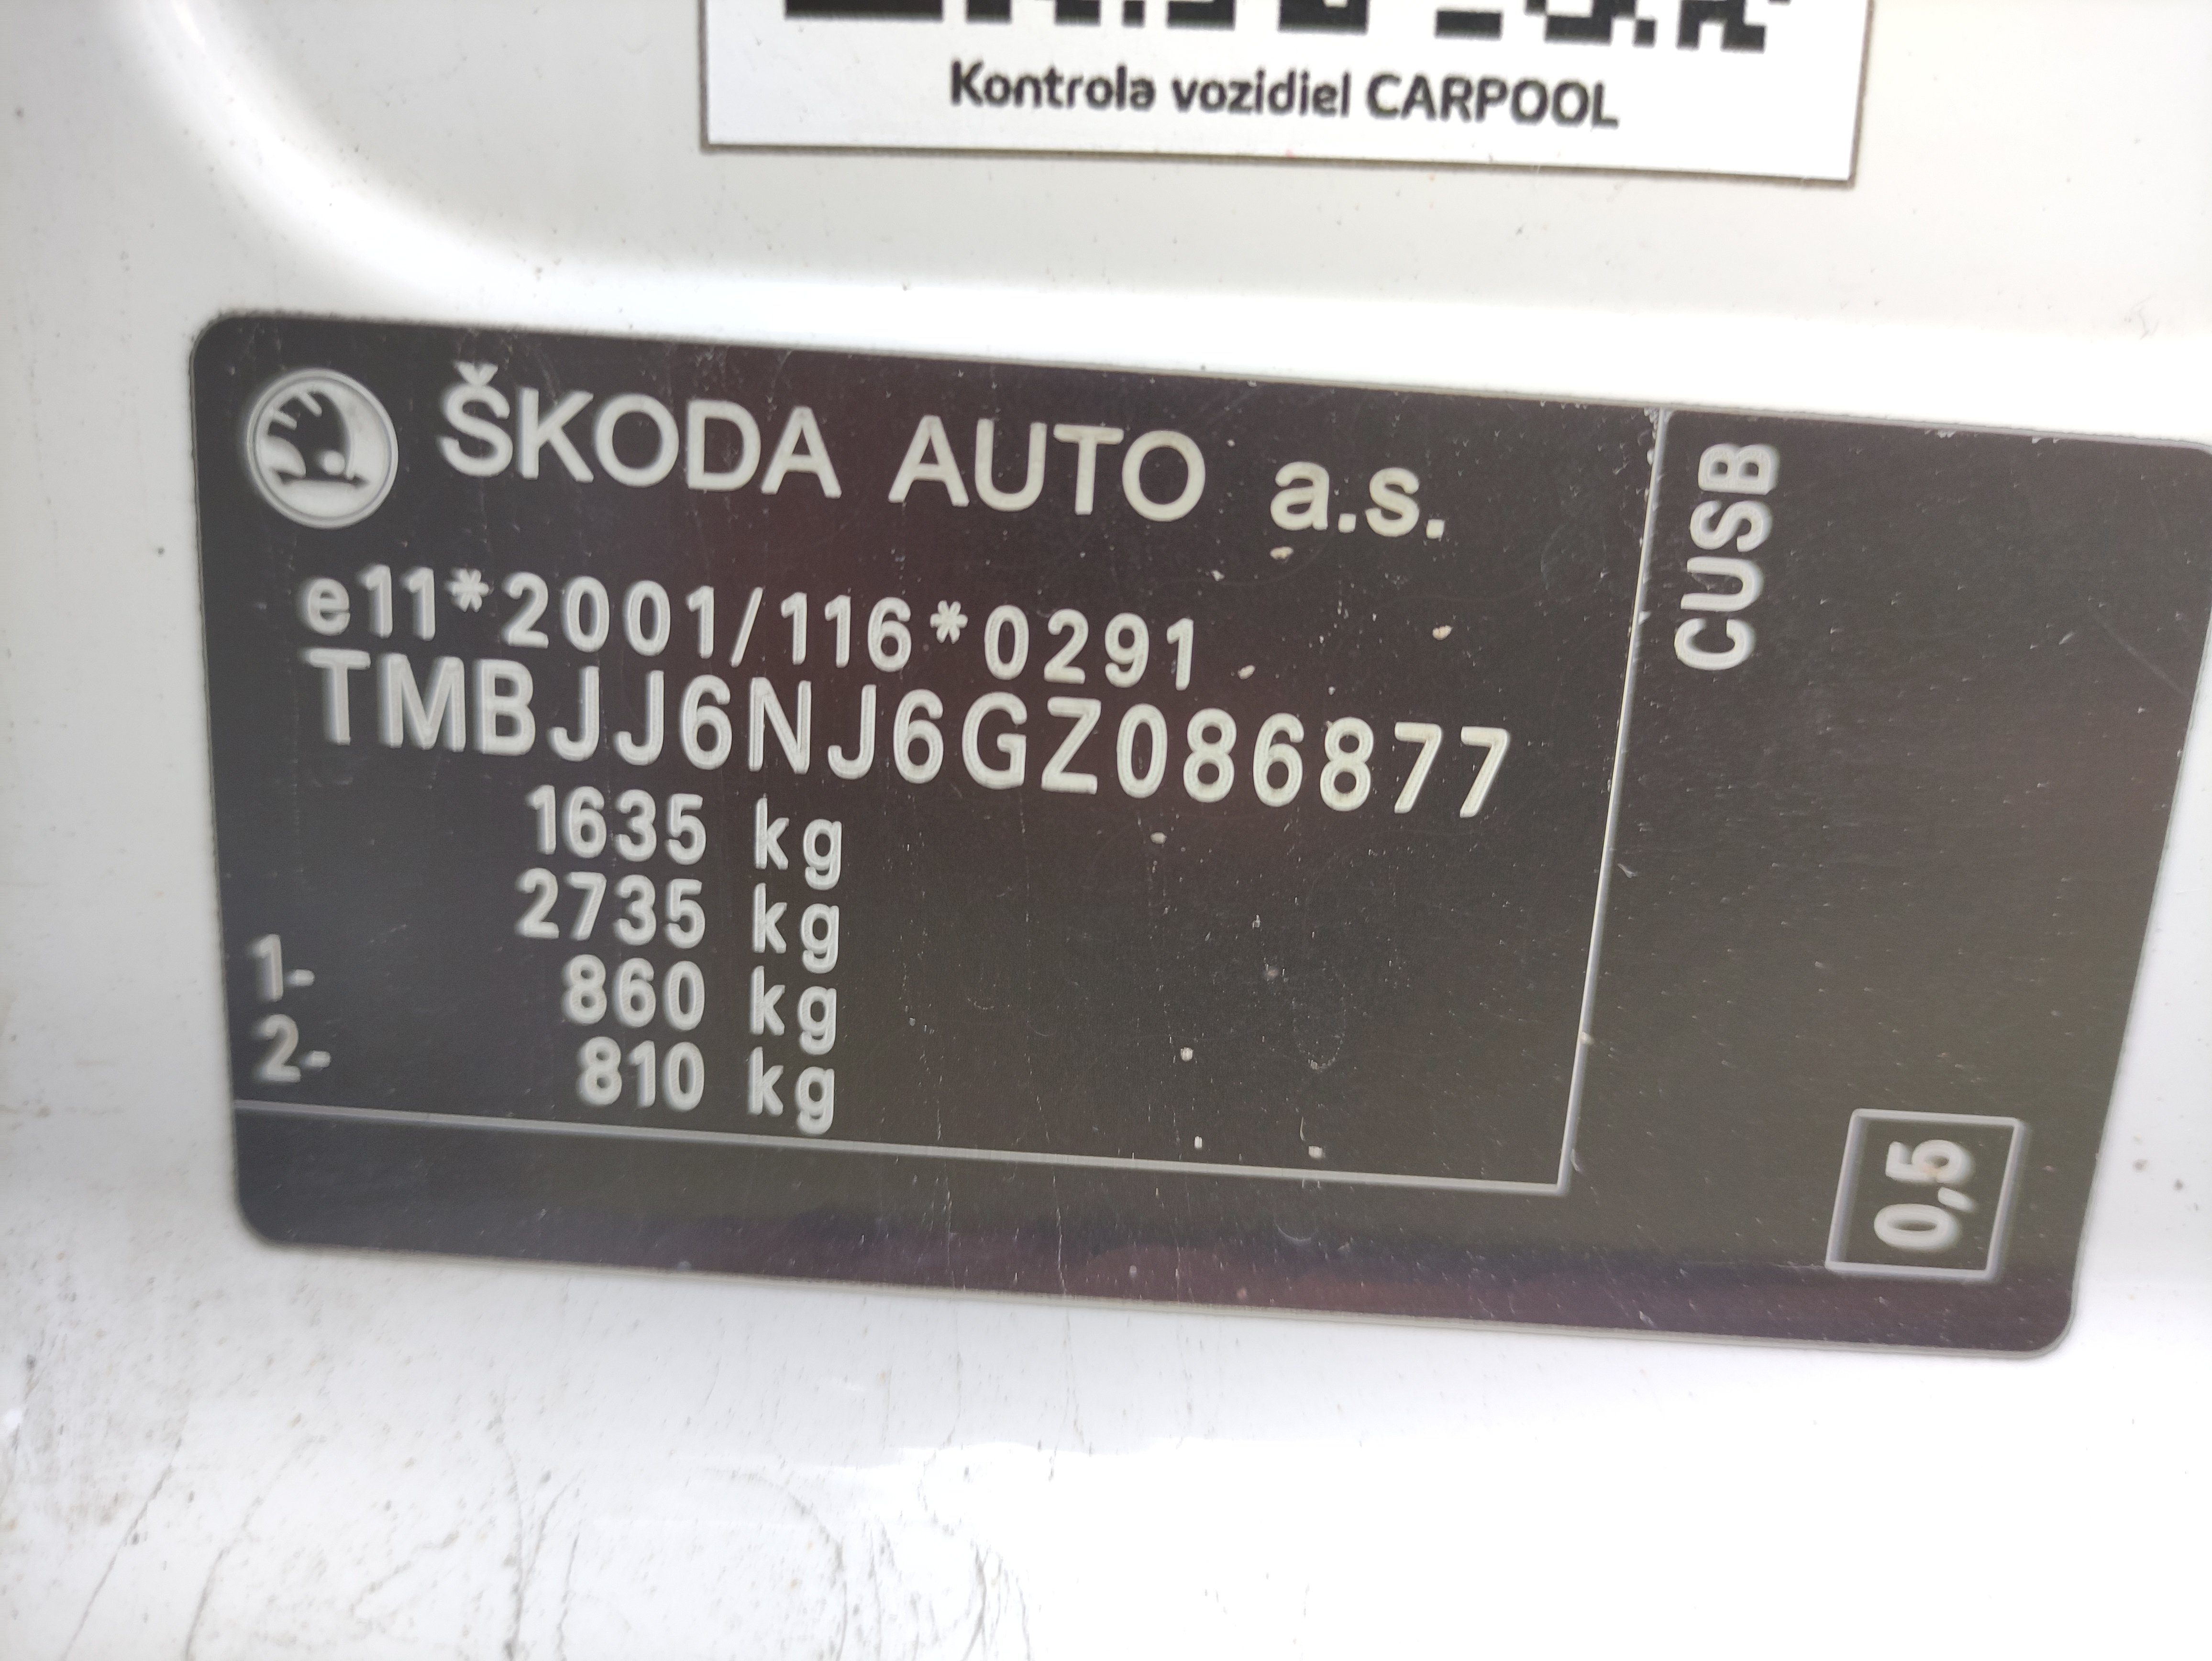 Kontrola vozidiel CARPOOL
ŠKODA AUTO a.s.
e11*2001/116*0291
TMBJJ6NJ6GZ086877
1635 kg
2735 kg
1- 860 kg
2- 810 kg
CUSB
0,5